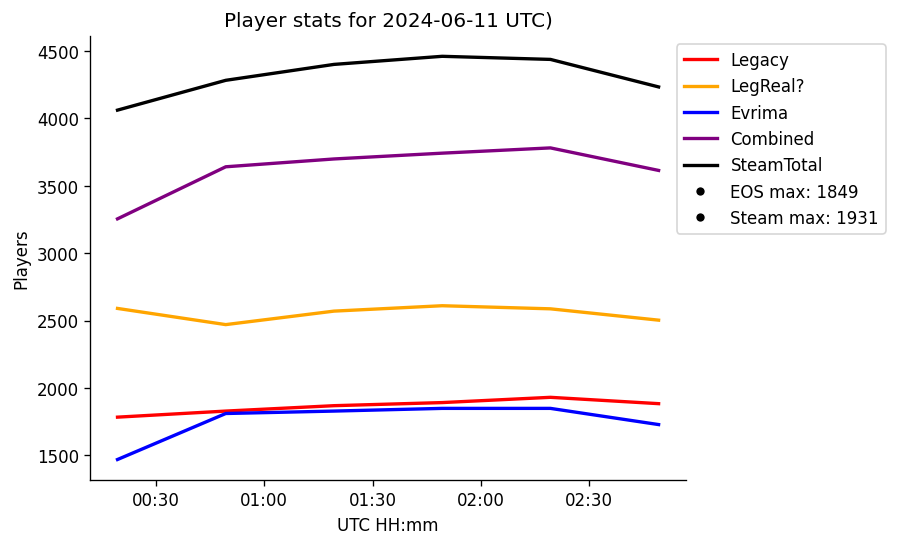 Player stats for 2024-06-11 UTC)
4500
4000
3500
3000
2500
2000
1500
Players
00:30 01:00 01:30 02:00 02:30
UTC HH:mm
Legacy
LegReal?
Evrima
Combined
SteamTotal
EOS max: 1849
Steam max: 1931